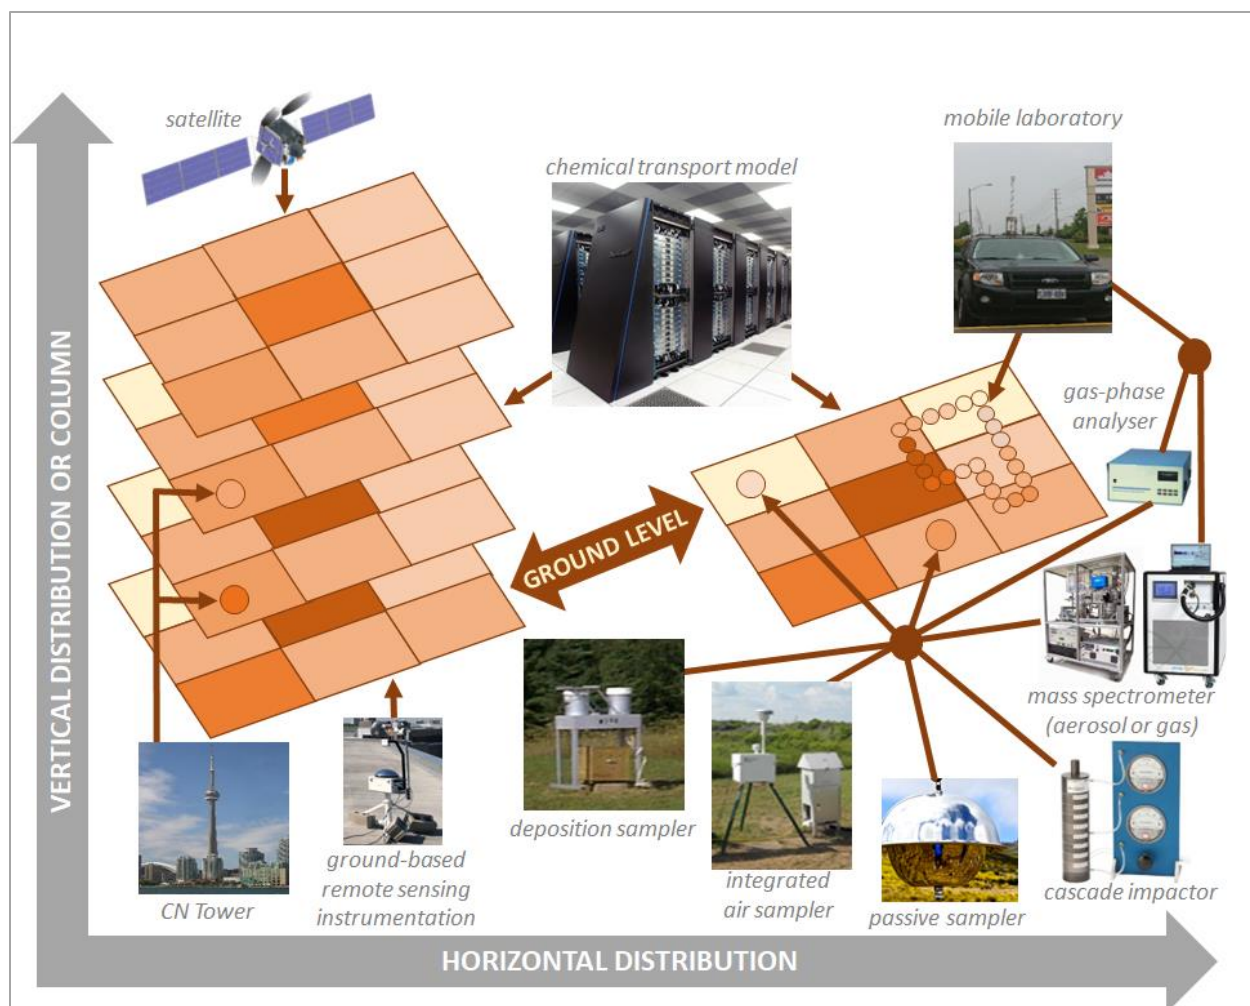 satellite
mobile laboratory
chemical transport model
gas-phase
analyser
VERTICAL DISTRIBUTION OR COLUMN
GROUND LEVEL
mass spectrometer
(aerosol or gas)
deposition sampler
ground-based
remote sensing
instrumentation
CN Tower
integrated
air sampler
passive sampler
cascade impactor
HORIZONTAL DISTRIBUTION